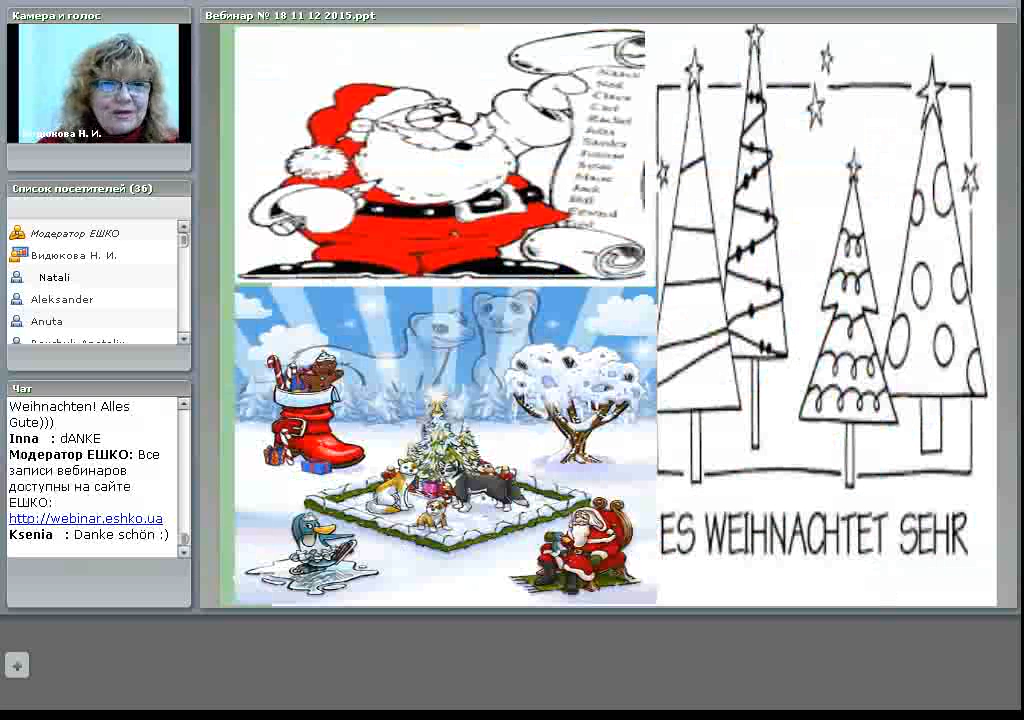 Камера и голос
Видюкова Н. И.
Список посетителей (36)
Модератор ЕШКО
Видюкова Н. И.
Natali
Aleksander
Anuta
Чат
Weihnachten! Alles
Gute)))
Inna : dANKE
Модератор ЕШКО: Все
записи вебинаров
доступны на сайте
ЕШКО:
http://webinar.eshko.ua
Ksenia : Danke schön :)
Вебинар № 18 11 12 2015.ppt
ES WEIHNACHTET SEHR